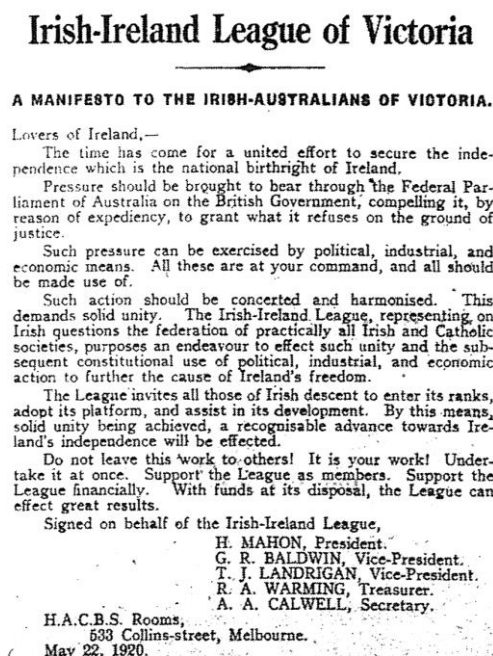 Irish-Ireland League of Victoria
A MANIFESTO TO THE IRISH-AUSTRALIANS OF VICTORIA.
Lovers of Ireland,—
The time has come for a united effort to secure the inde-
pendence which is the national birthright of Ireland.
Pressure should be brought to bear through the Federal Par-
liament of Australia on the British Government, compelling it, by
reason of expediency, to grant what it refuses on the ground of
justice.
Such pressure can be exercised by political, industrial, and
economic means. All these are at your command, and all should
be made use of.
Such action should be concerted and harmonised. This
demands solid unity. The Irish-Ireland League, representing on
Irish questions the federation of practically all Irish and Catholic
societies, purposes an endeavour to effect such unity and the sub-
sequent constitutional use of political, industrial, and economic
action to further the cause of Ireland's freedom.
The League invites all those of Irish descent to enter its ranks,
adopt its platform, and assist in its development. By this means,
solid unity being achieved, a recognisable advance towards Ire-
land's independence will be effected.
Do not leave this work to others! It is your work! Under-
take it at once. Support the League as members. Support the
League financially. With funds at its disposal, the League can
effect great results.
Signed on behalf of the Irish-Ireland League,
H. MAHON, President.
G. R. BALDWIN, Vice-President.
T. J. LANDRIGAN, Vice-President.
R. A. WARMING, Treasurer.
A. A. CALWELL, Secretary.
H.A.C.B.S. Rooms,
533 Collins-street, Melbourne.
May 22, 1920.